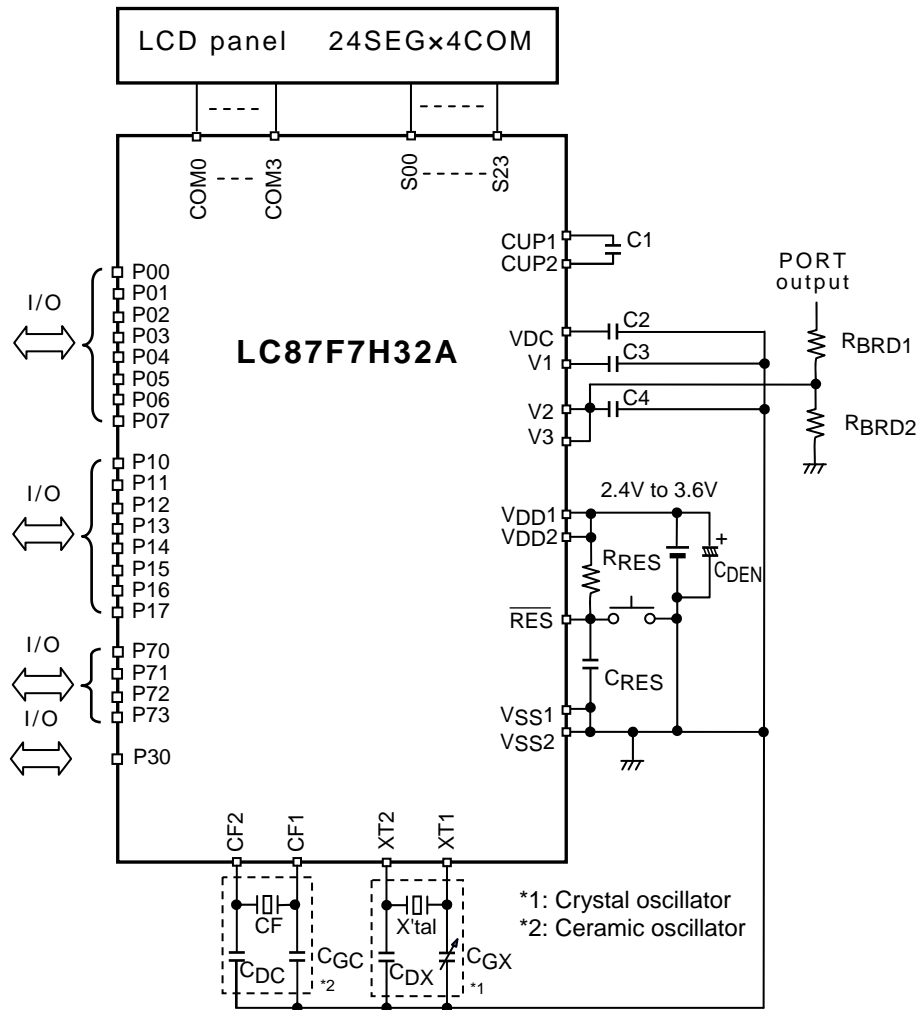 LCD panel 24SEG×4COM
COM0 ---- COM3
S00 ------ S23
CUP1
CUP2
C1
PORT
output
I/O
P00
P01
P02
P03
P04
P05
P06
P07
LC87F7H32A
VDC
C2
V1
C3
V2
C4
V3
RBRD1
RBRD2
I/O
P10
P11
P12
P13
P14
P15
P16
P17
2.4V to 3.6V
VDD1
VDD2
RRES
+
CDEN
RES
CRES
VSS1
VSS2
I/O
P70
P71
P72
P73
I/O
P30
CF2
CF1
XT2
XT1
CF
X'tal
CDC
CGC
*2
CDX
CGX
*1
*1: Crystal oscillator
*2: Ceramic oscillator